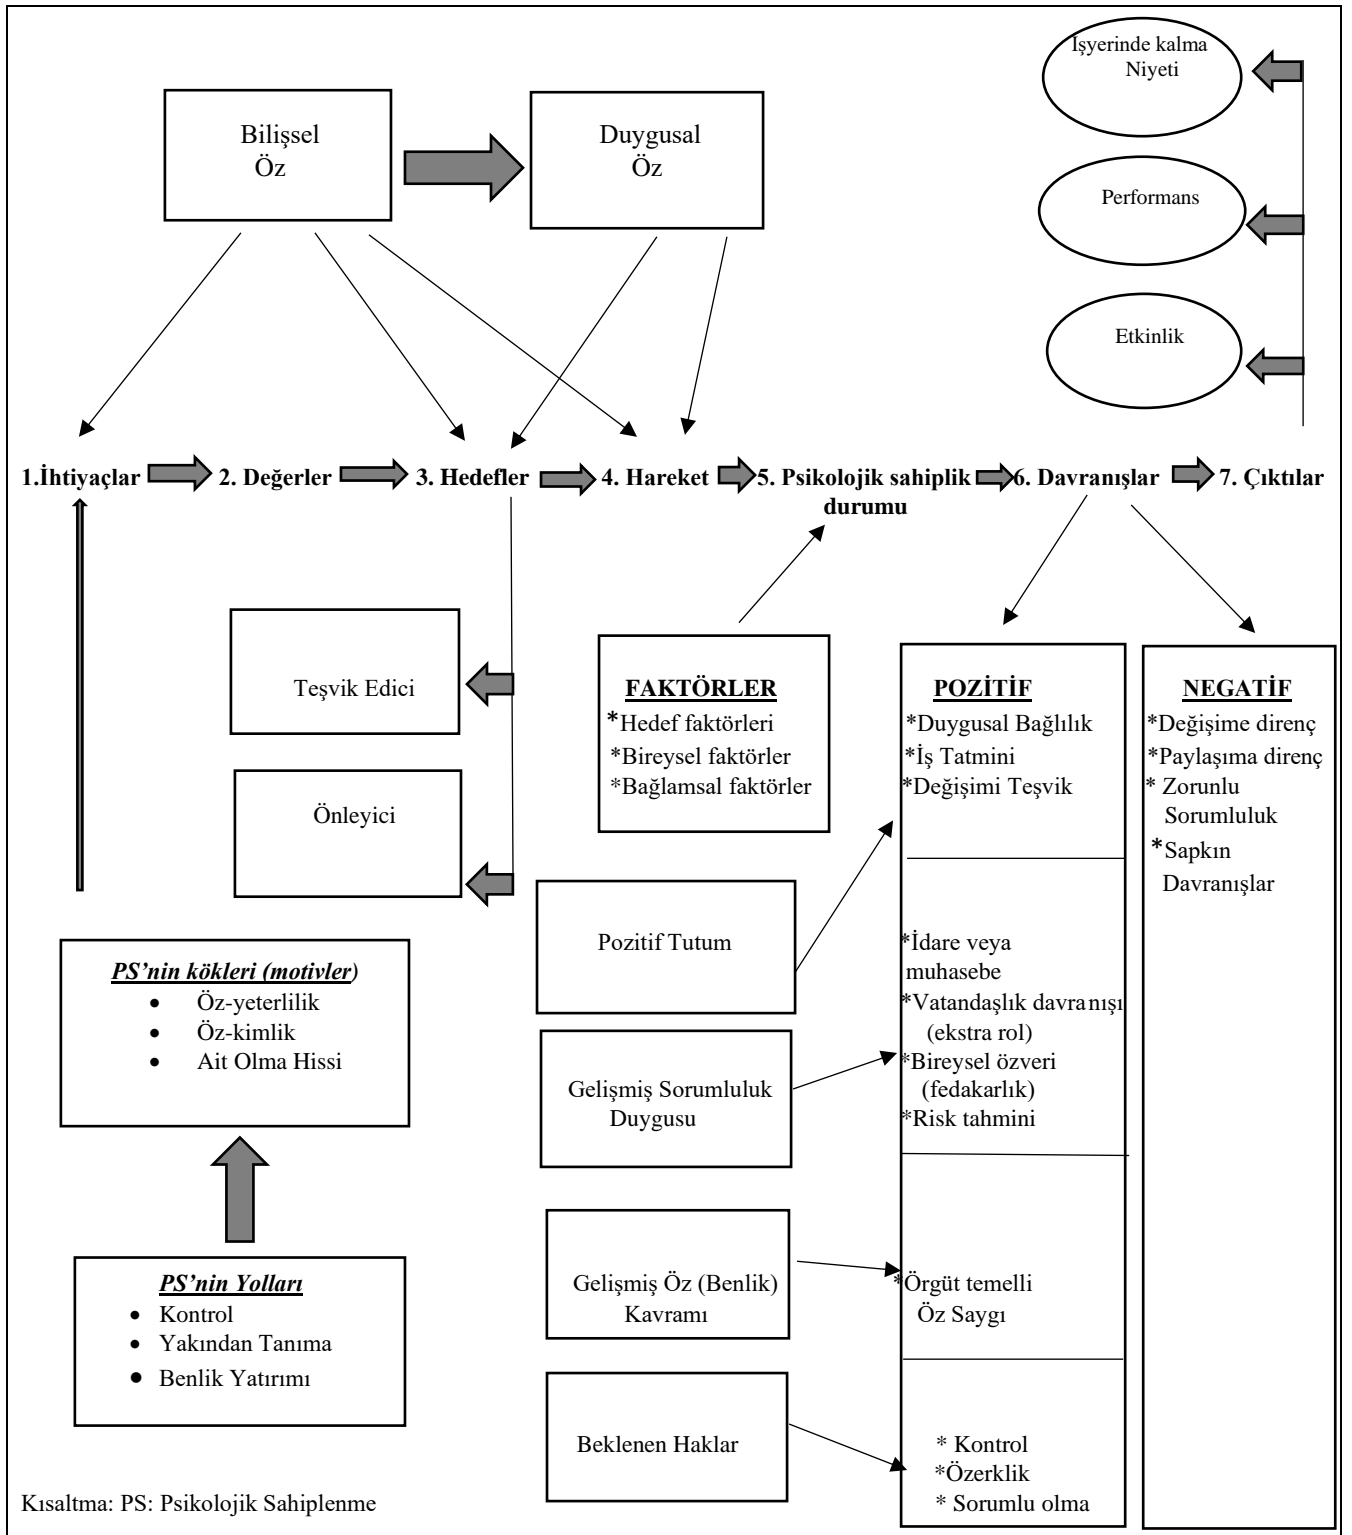 İşyerinde kalma
Niyeti
Bilişsel
Öz
Duygusal
Öz
Performans
Etkinlik
1.İhtiyaçlar 2. Değerler 3. Hedefler 4. Hareket 5. Psikolojik sahiplik 6. Davranışlar 7. Çıktılar
durumu
Teşvik Edici
Önleyici
FAKTÖRLER
*Hedef faktörleri
*Bireysel faktörler
*Bağlamsal faktörler
POZİTİF
*Duygusal Bağlılık
*İş Tatmini
*Değişimi Teşvik
NEGATİF
*Değişime direnç
*Paylaşıma direnç
* Zorunlu
Sorumluluk
*Sapkın
Davranışlar
Pozitif Tutum
*İdare veya
muhasebe
*Vatandaşlık davranışı
(ekstra rol)
*Bireysel özveri
(fedakarlık)
*Risk tahmini
PS’nin kökleri (motivler)
• Öz-yeterlilik
• Öz-kimlik
• Ait Olma Hissi
Gelişmiş Sorumluluk
Duygusu
PS’nin Yolları
• Kontrol
• Yakından Tanıma
• Benlik Yatırımı
Gelişmiş Öz (Benlik)
Kavramı
*Örgüt temelli
Öz Saygı
Beklenen Haklar
* Kontrol
*Özerklik
* Sorumlu olma
Kısaltma: PS: Psikolojik Sahiplenme